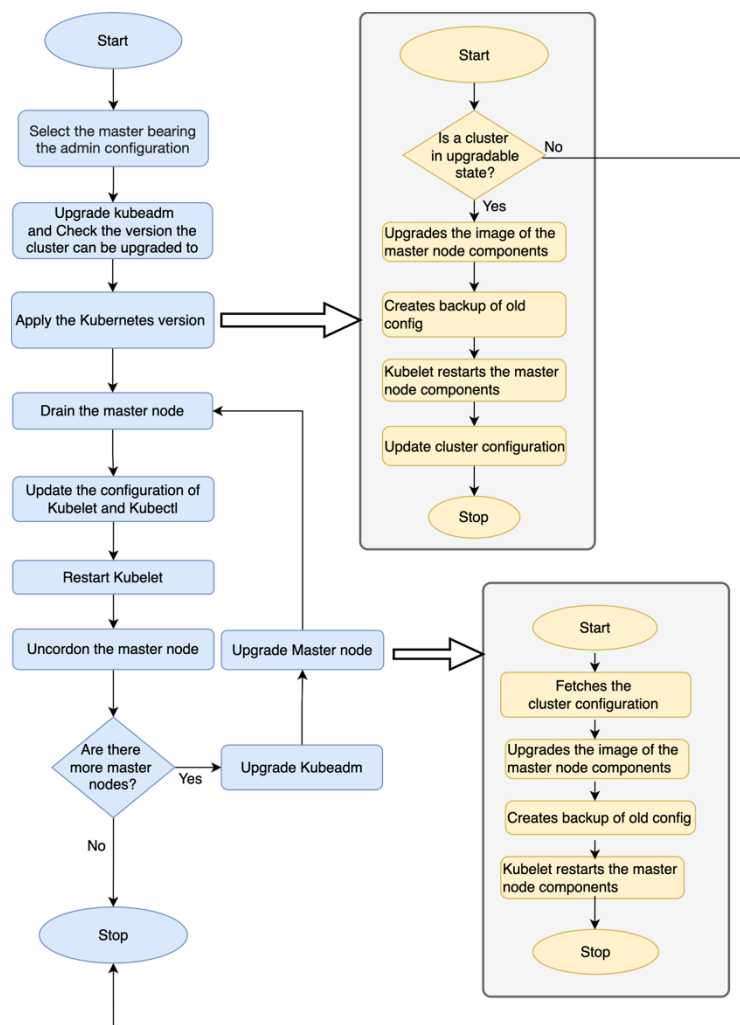 Start
Select the master bearing
the admin configuration
Upgrade kubeadm
and Check the version the
cluster can be upgraded to
Apply the Kubernetes version
Drain the master node
Update the configuration of
Kubelet and Kubectl
Restart Kubelet
Uncordon the master node
Are there
more master
nodes?
Yes
No
Upgrade Kubeadm
Upgrade Master node
Stop
Start
Is a cluster
in upgradable
state?
No
Yes
Upgrades the image of the
master node components
Creates backup of old
config
Kubelet restarts the master
node components
Update cluster configuration
Stop
Start
Fetches the
cluster configuration
Upgrades the image of the
master node components
Creates backup of old config
Kubelet restarts the master
node components
Stop